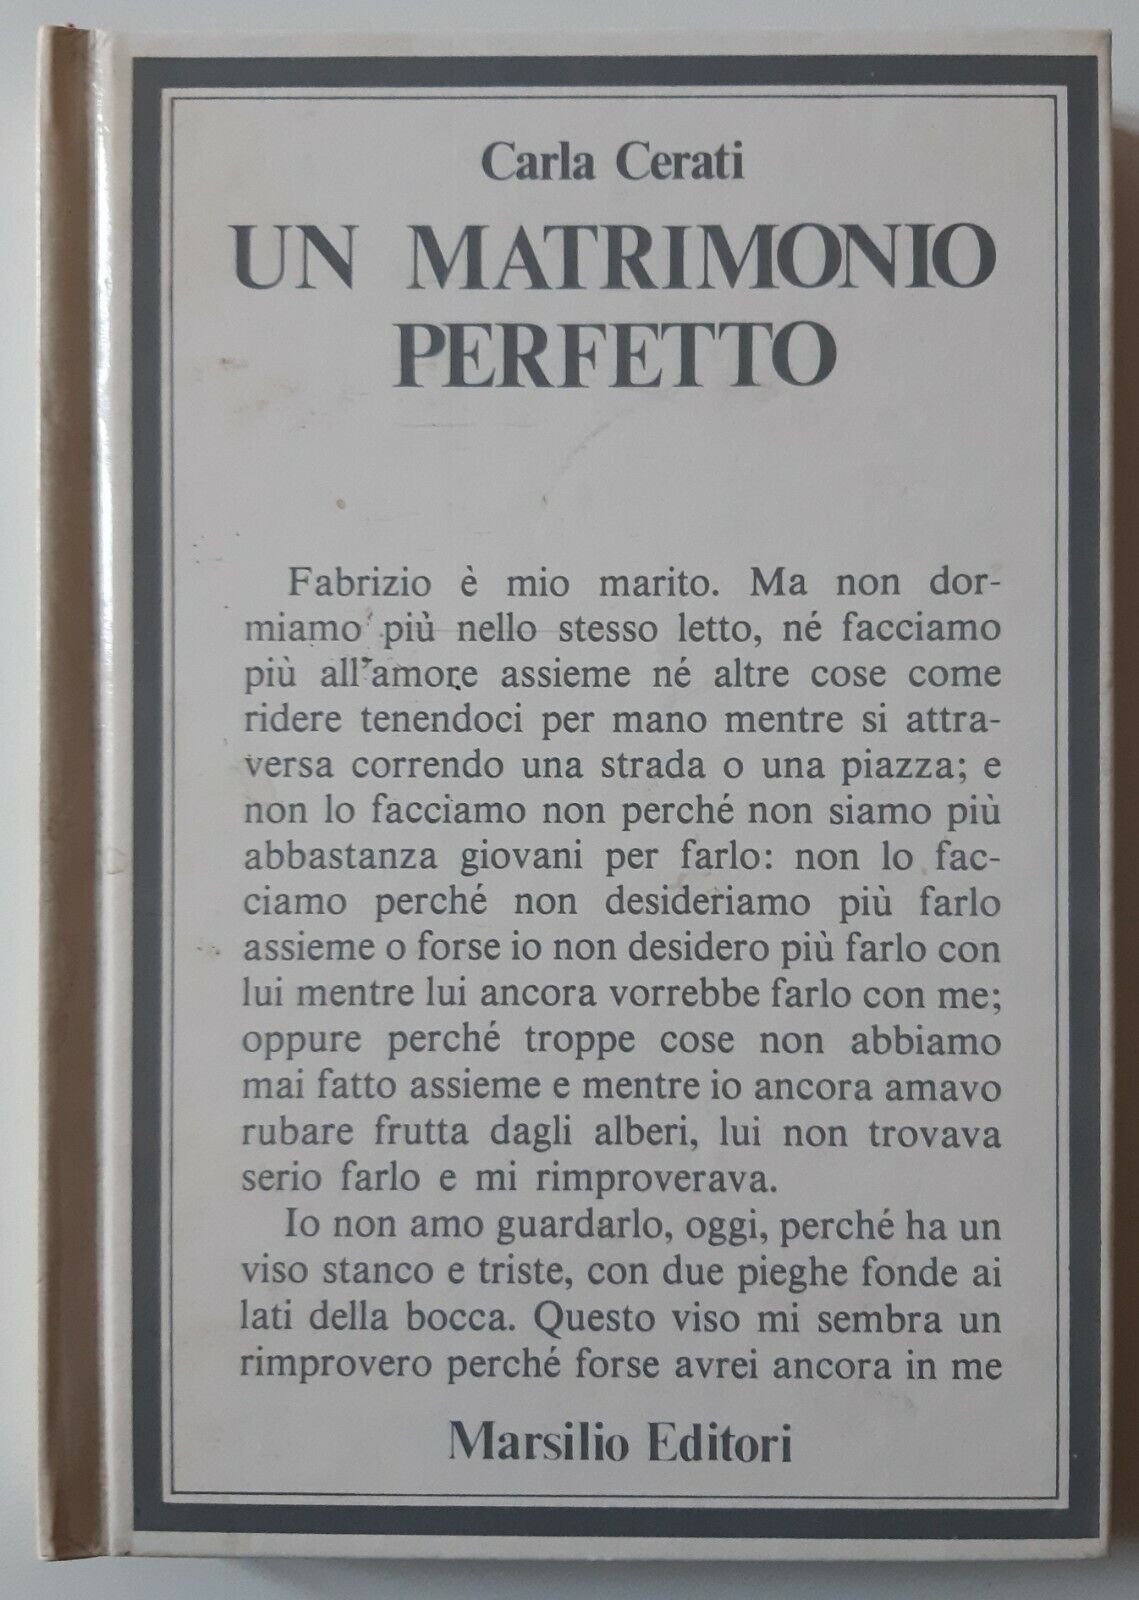 Carla Cerati
UN MATRIMONIO
PERFETTO
Fabrizio è mio marito. Ma non dor-
miamo più nello stesso letto, né facciamo
più all'amore assieme né altre cose come
ridere tenendoci per mano mentre si attra-
versa correndo una strada o una piazza; e
non lo facciamo non perché non siamo più
abbastanza giovani per farlo: non lo fac-
ciamo perché non desideriamo più farlo
assieme o forse io non desidero più farlo con
lui mentre lui ancora vorrebbe farlo con me;
oppure perché troppe cose non abbiamo
mai fatto assieme e mentre io ancora amavo
rubare frutta dagli alberi, lui non trovava
serio farlo e mi rimproverava.
Io non amo guardarlo, oggi, perché ha un
viso stanco e triste, con due pieghe fonde ai
lati della bocca. Questo viso mi sembra un
rimprovero perché forse avrei ancora in me
Marsilio Editori